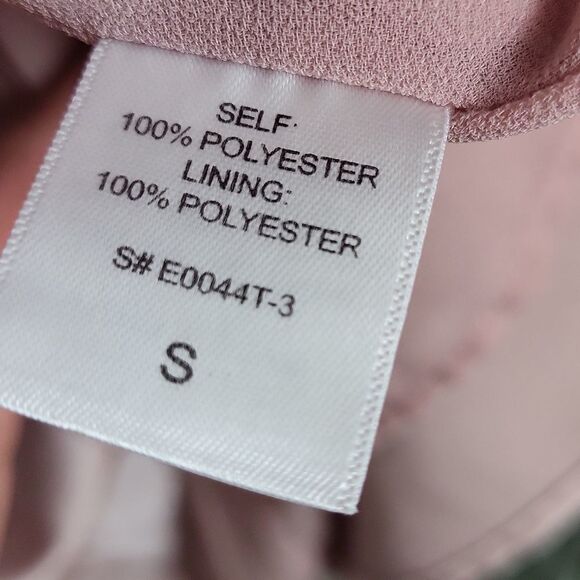 SELF:
100% POLYESTER
LINING:
100% POLYESTER
S# E0044T-3
S